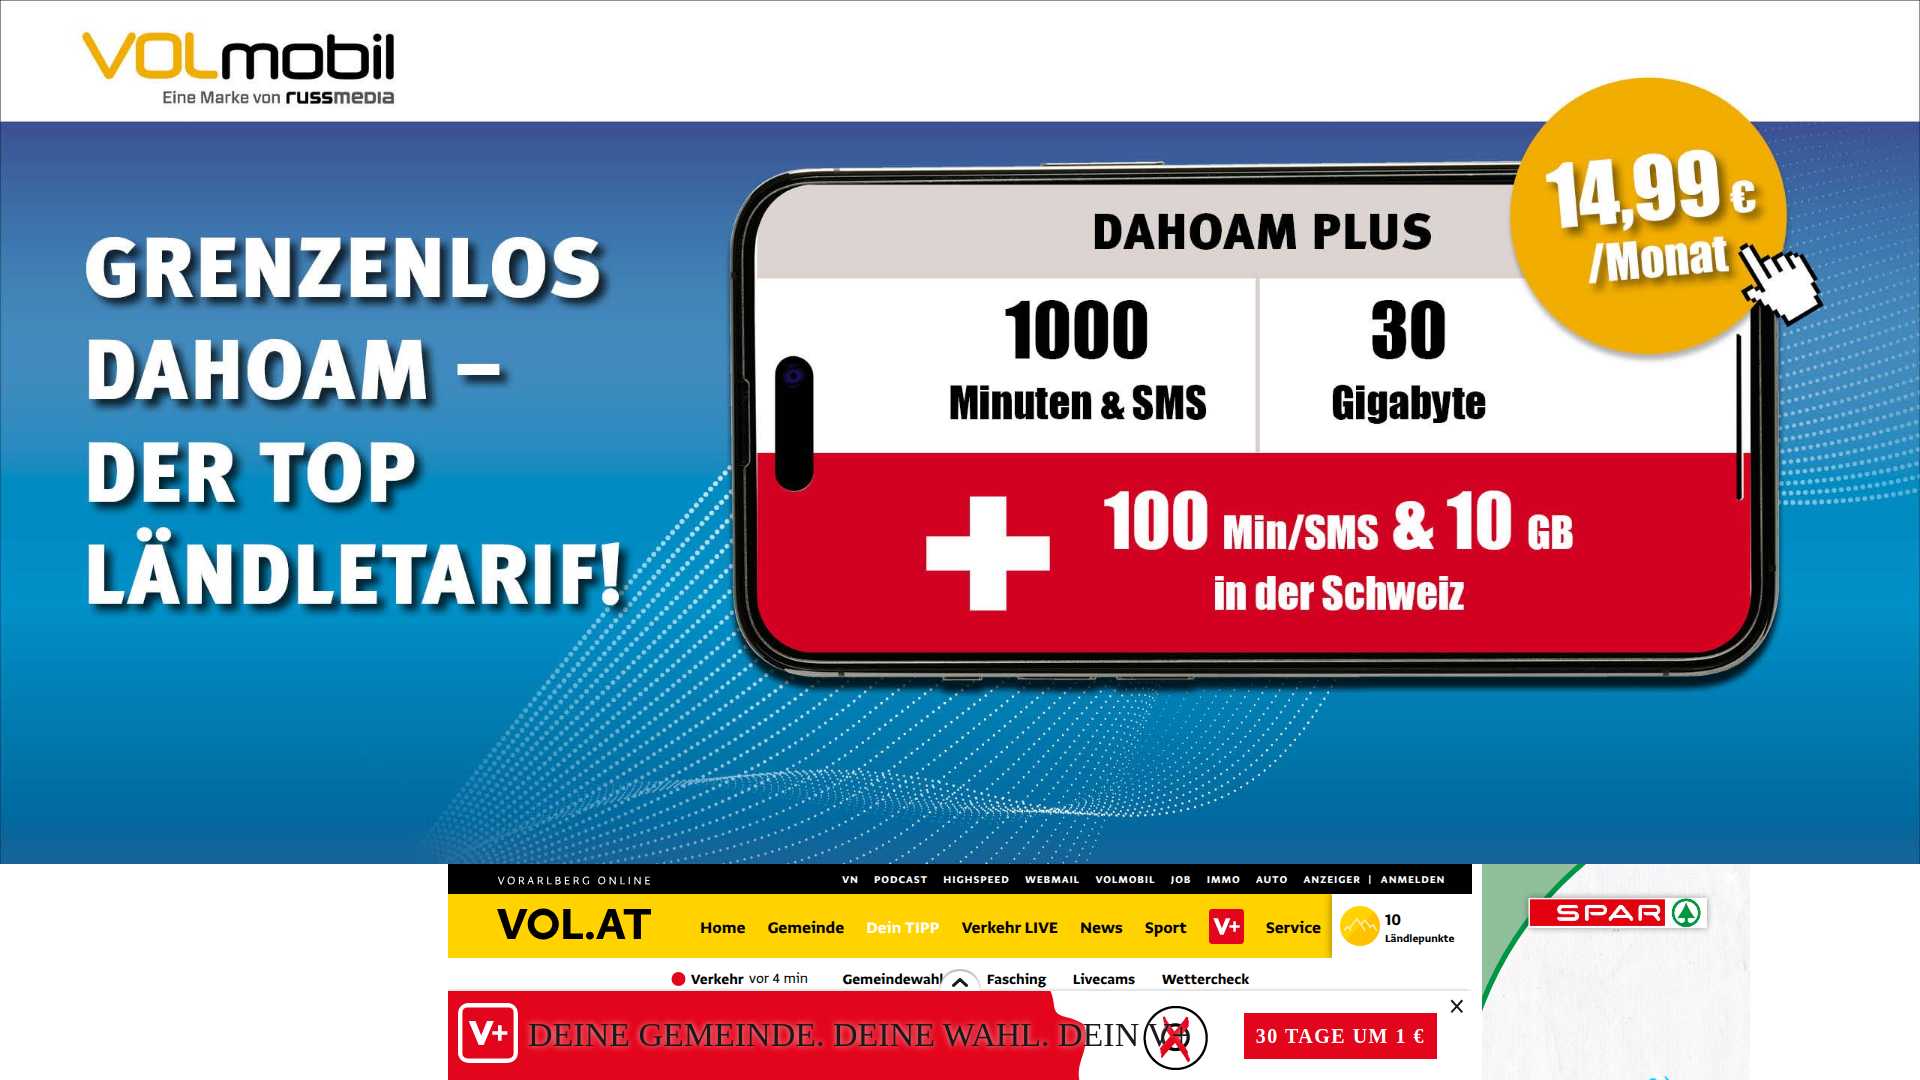 VOLmobil
Eine Marke von russmedia
14,99 €
/Monat
GRENZENLOS
DAHOAM –
DER TOP
LÄNDLETARIF!
DAHOAM PLUS
1000
Minuten & SMS
30
Gigabyte
100 Min/SMS & 10 GB
in der Schweiz
VORARLBERG ONLINE
VN PODCAST HIGHSPEED WEBMAIL VOLMOBIL JOB IMMO AUTO ANZEIGER | ANMELDEN
VOL.AT
Home Gemeinde Dein TIPP Verkehr LIVE News Sport V+ Service
10
Ländlepunkte
SPAR
Verkehr vor 4 min Gemeindewahl Fasching Livecams Wettercheck
V+ DEINE GEMEINDE. DEINE WAHL. DEIN V+
30 TAGE UM 1 €